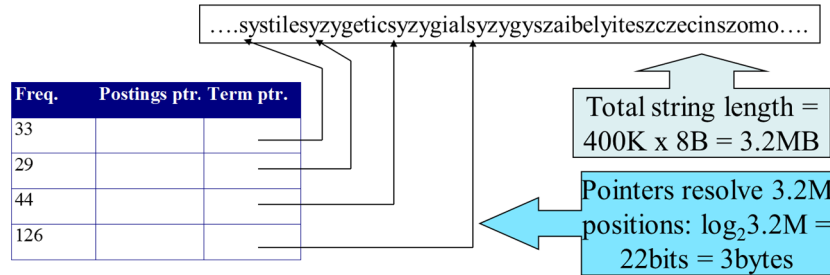 ….systilesyzygeticsyzygialsyzygyszaibelyiteszczecinszomo….
Freq. Postings ptr. Term ptr.
33
29
44
126
Total string length =
400K x 8B = 3.2MB
Pointers resolve 3.2M
positions: log₂3.2M =
22bits = 3bytes